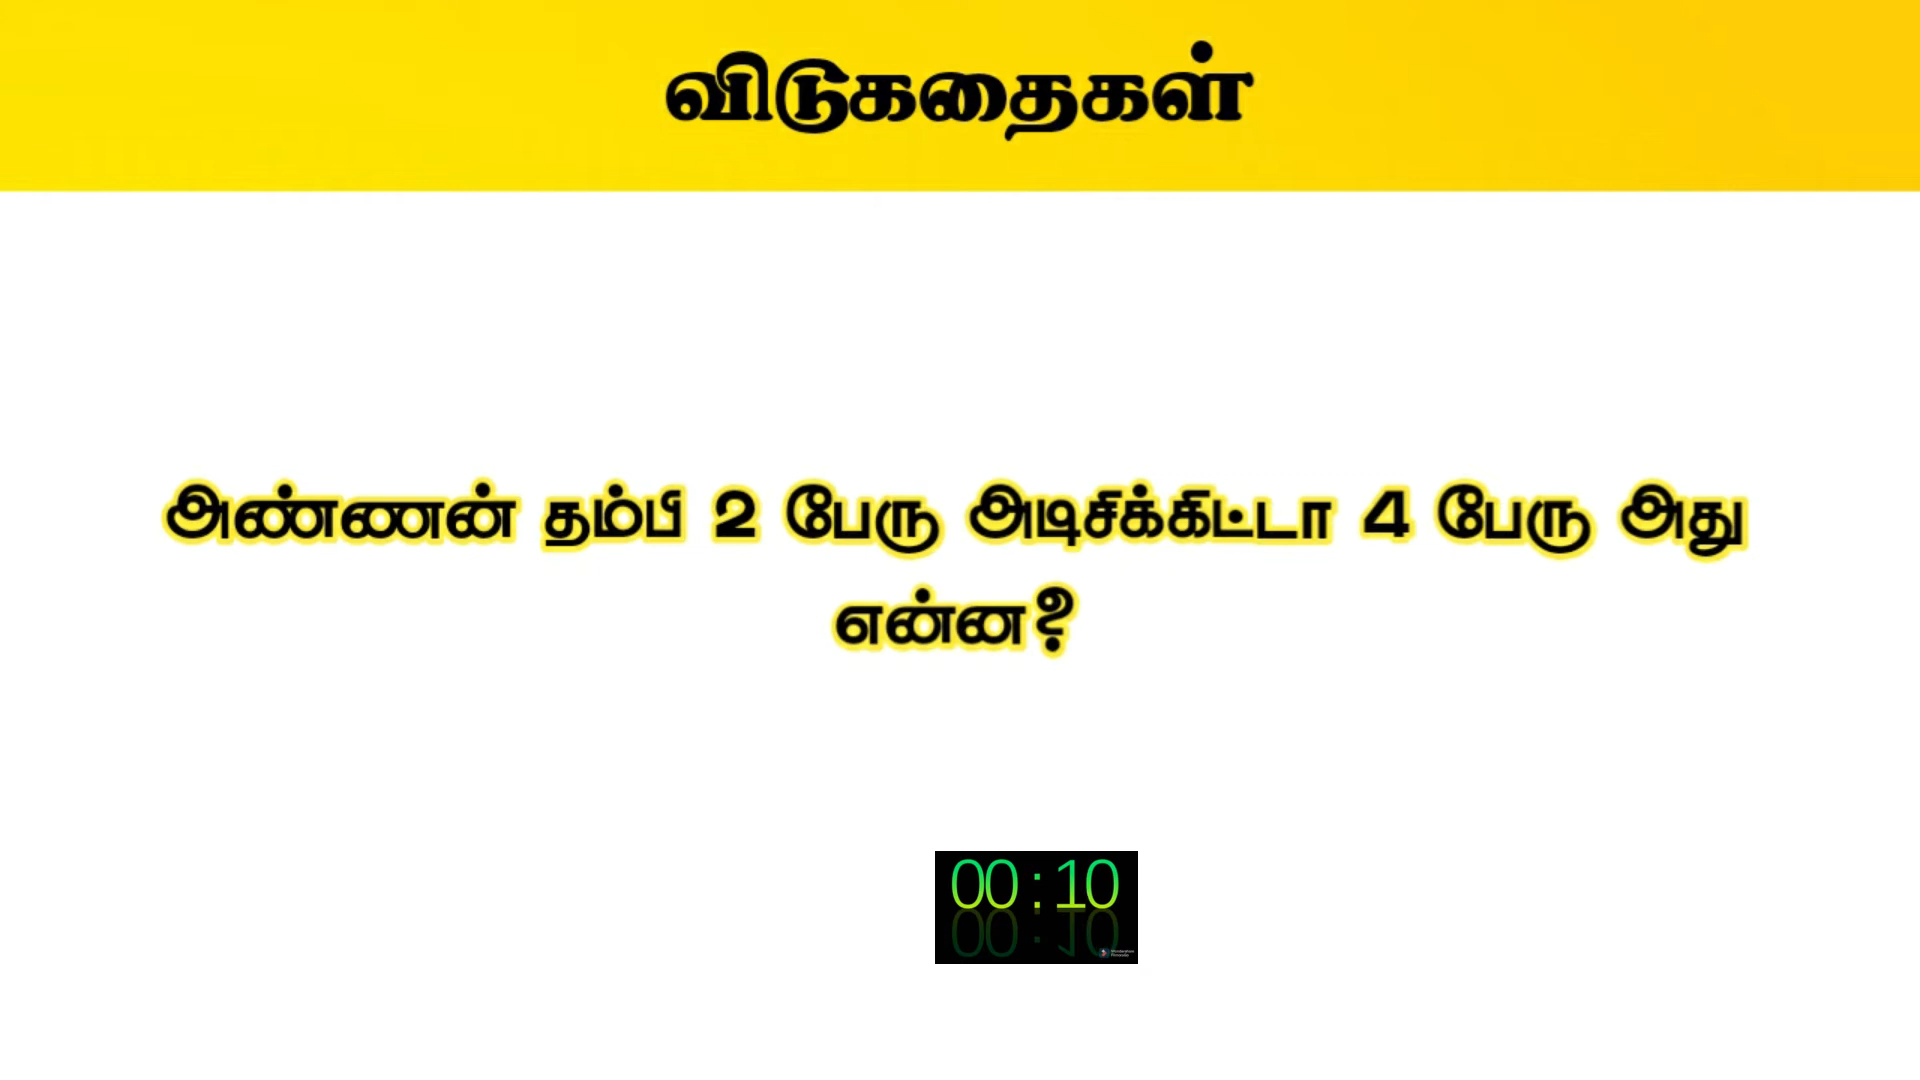 விடுகதைகள்
அண்ணன் தம்பி 2 பேரு அடிசிக்கிட்டா 4 பேரு அது
என்ன?
00:10